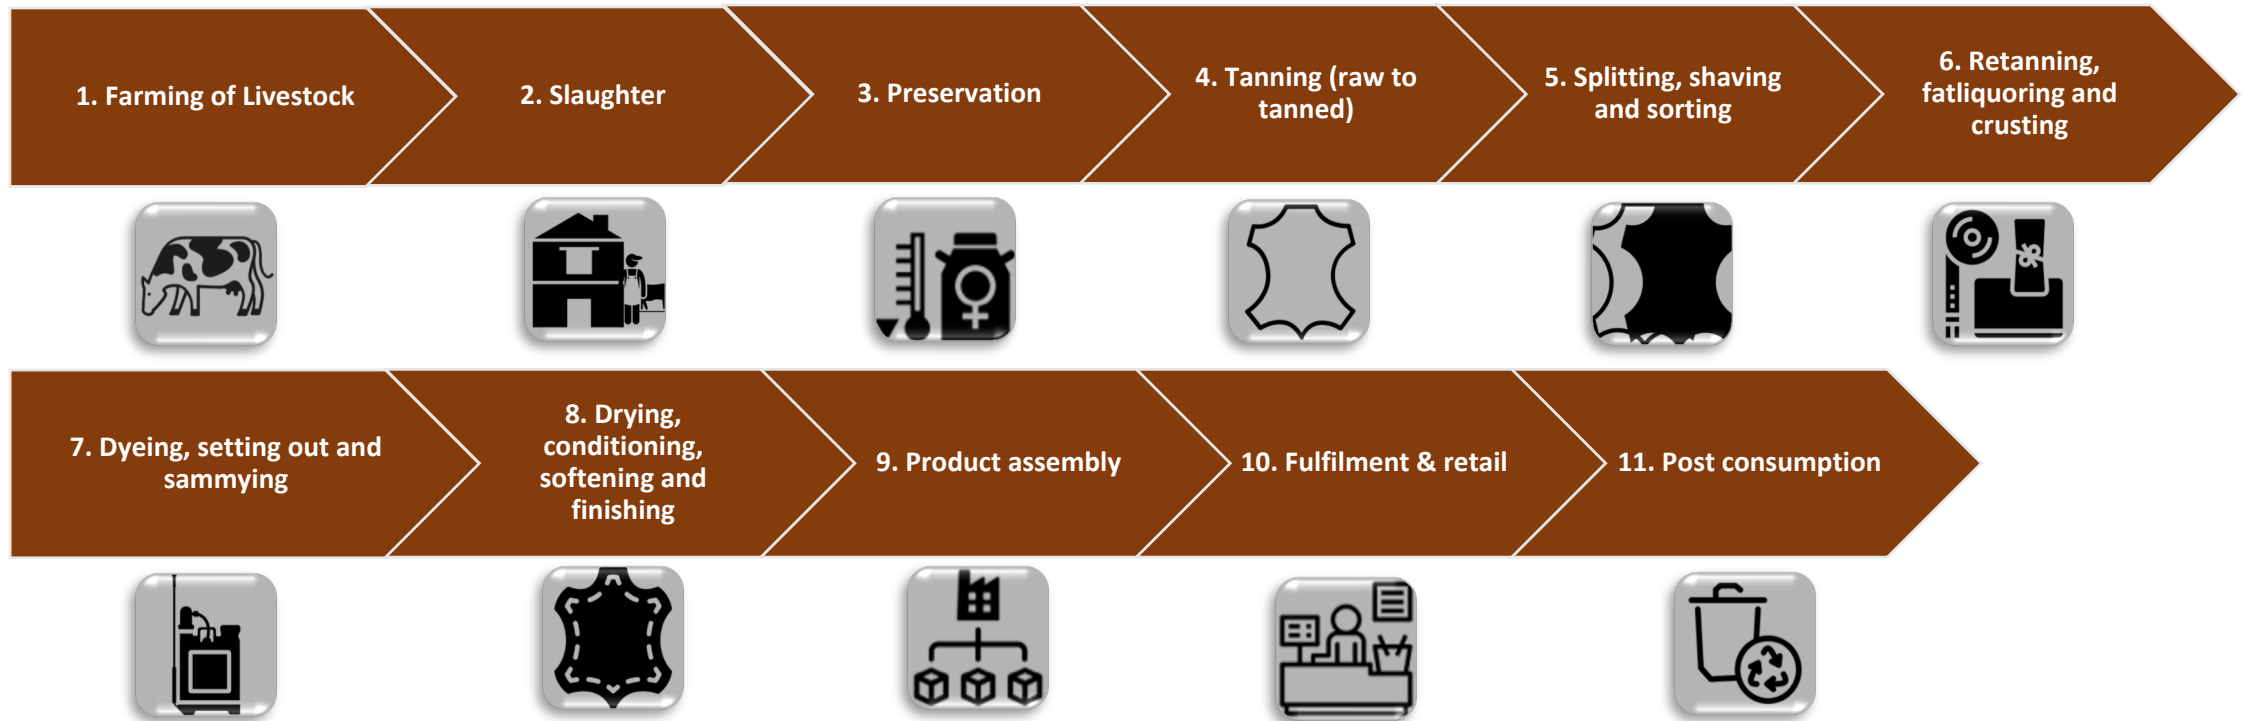 1. Farming of Livestock
2. Slaughter
3. Preservation
4. Tanning (raw to
tanned)
5. Splitting, shaving
and sorting
6. Retanning,
fatliquoring and
crusting
7. Dyeing, setting out and
sammying
8. Drying,
conditioning,
softening and
finishing
9. Product assembly
10. Fulfilment & retail
11. Post consumption